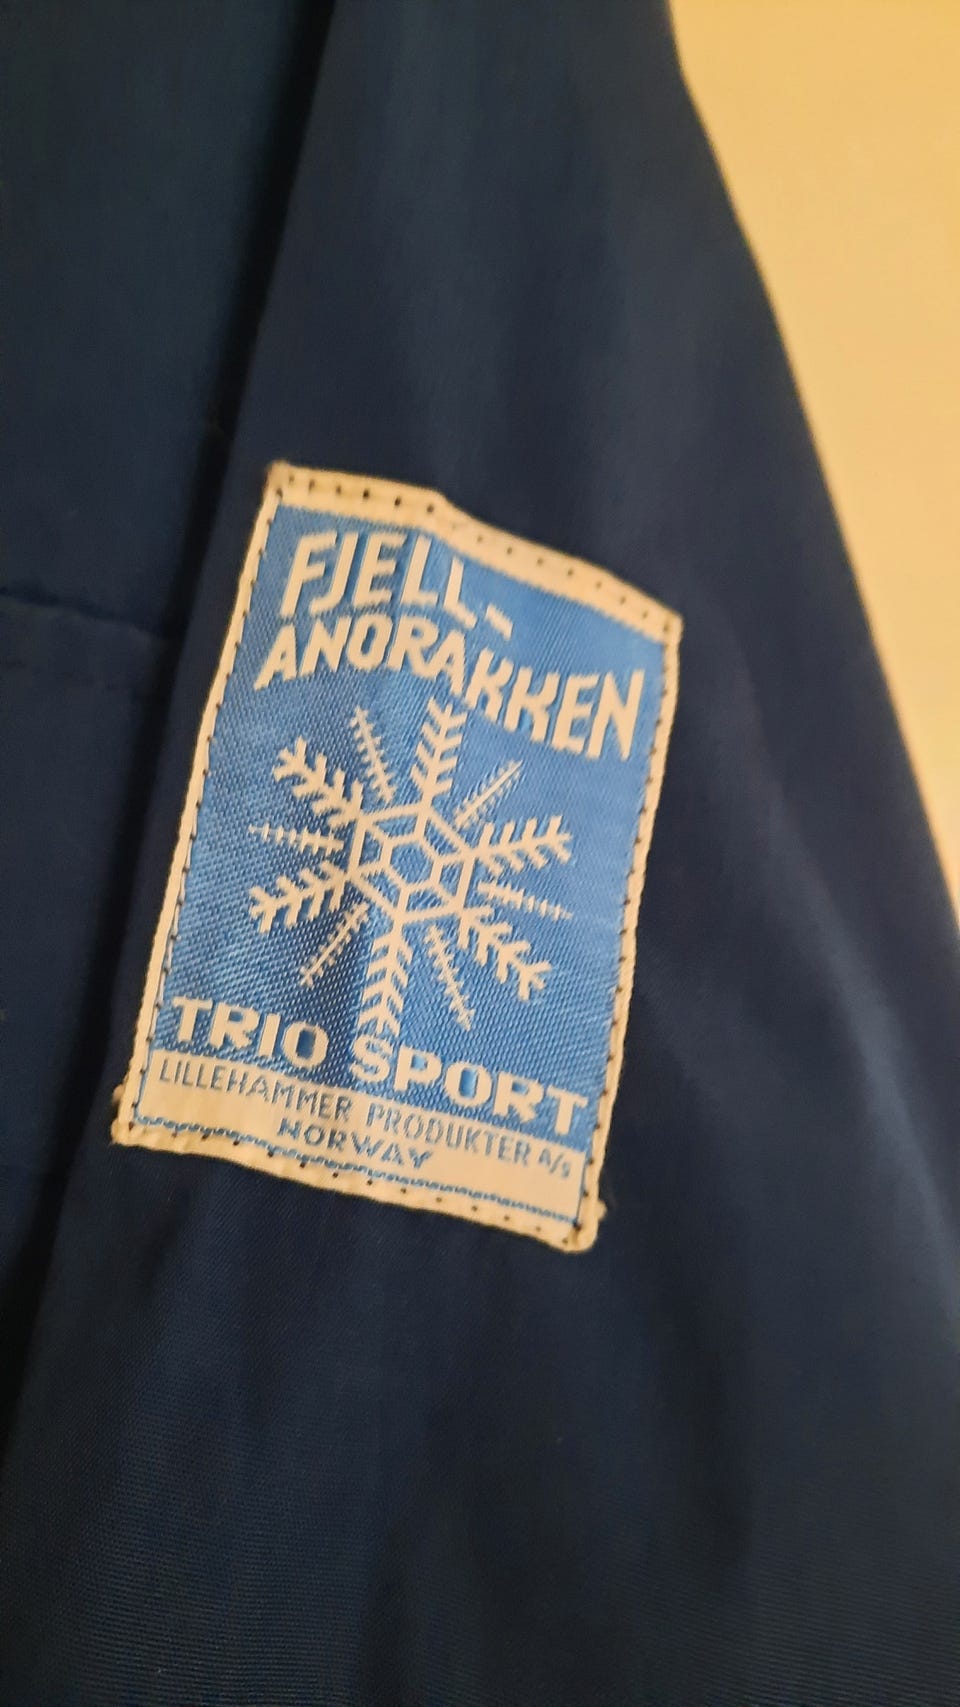 FJELL-
ANORAKKEN
TRIO SPORT
LILLEHAMMER PRODUKTER A/S
NORWAY